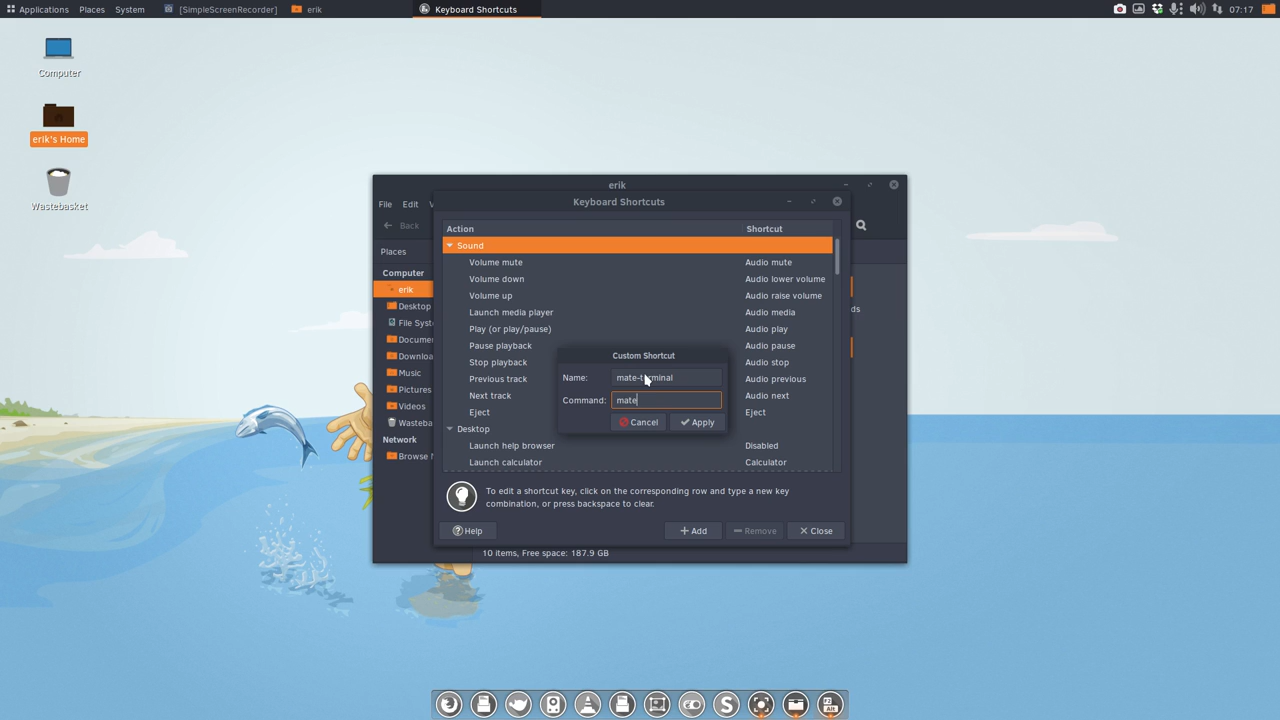 Applications Places System [SimpleScreenRecorder] erik Keyboard Shortcuts 07:17
Computer
erik's Home
Wastebasket
erik
File Edit
Back
Places
Computer
erik
Desktop
File Syst
Documen
Downloa
Music
Pictures
Videos
Wasteba
Network
Browse N
ds
10 items, Free space: 187.9 GB
Keyboard Shortcuts
Action Shortcut
Sound
Volume mute Audio mute
Volume down Audio lower volume
Volume up Audio raise volume
Launch media player Audio media
Play (or play/pause) Audio play
Pause playback Audio pause
Stop playback Audio stop
Previous track Audio previous
Next track Audio next
Eject Eject
Desktop
Launch help browser Disabled
Launch calculator Calculator
To edit a shortcut key, click on the corresponding row and type a new key
combination, or press backspace to clear.
Help Add Remove Close
Custom Shortcut
Name: mate-terminal
Command: mate
Cancel Apply
S
Alt